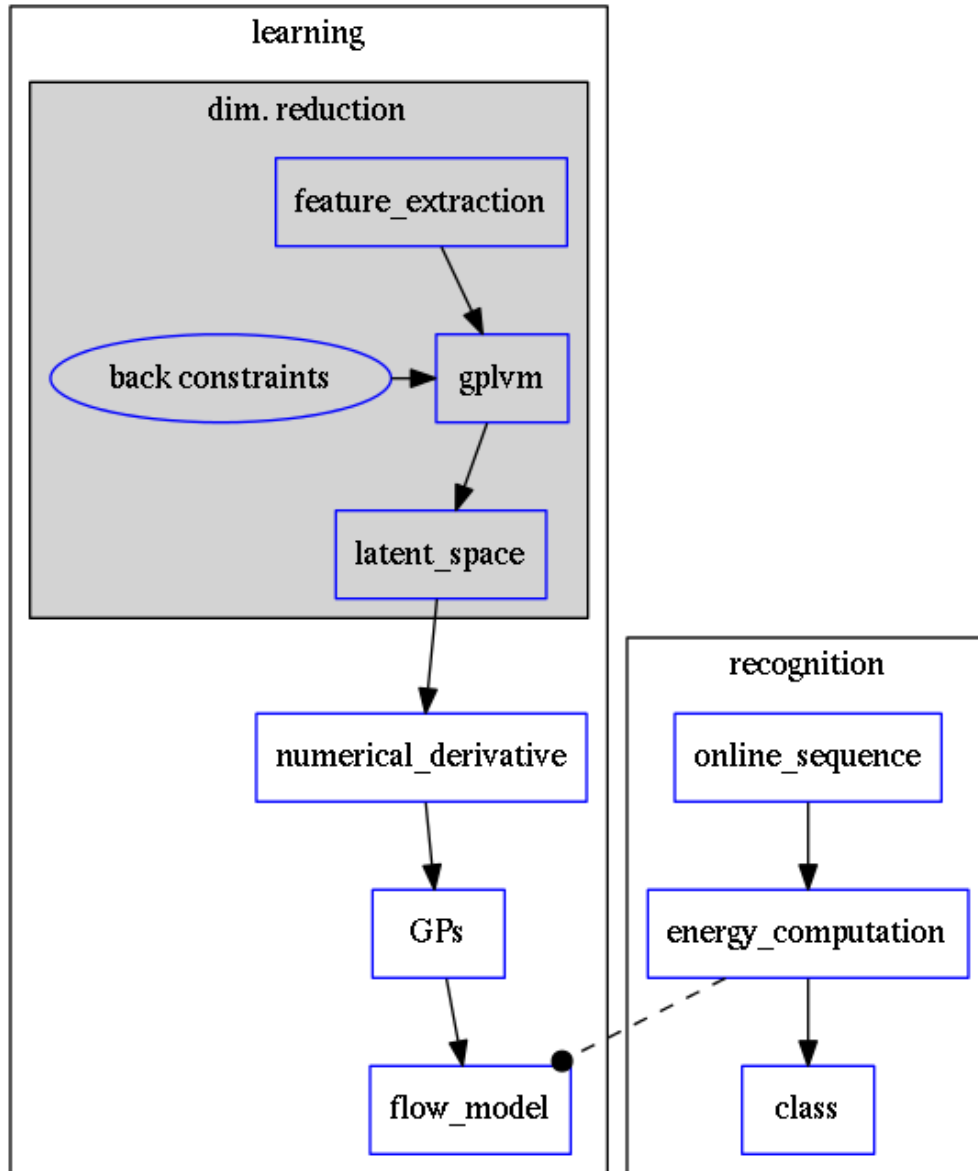 learning
dim. reduction
feature_extraction
back constraints
gplvm
latent_space
numerical_derivative
GPs
flow_model
recognition
online_sequence
energy_computation
class